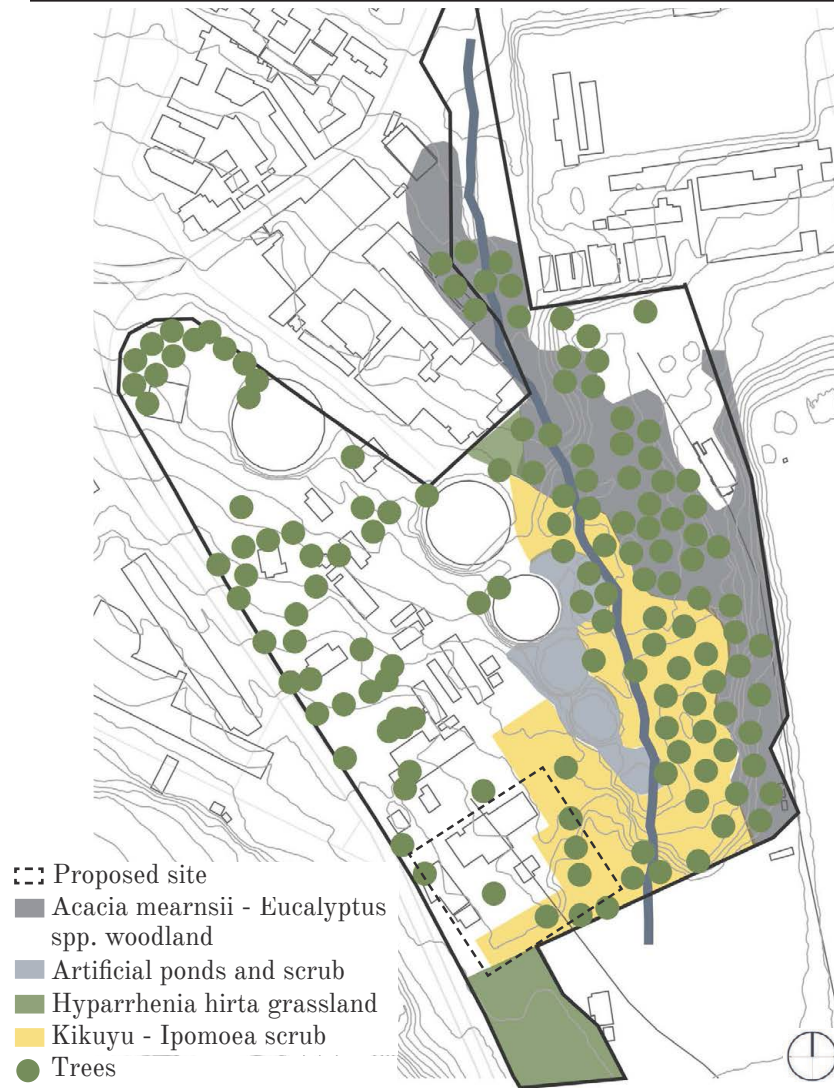 Proposed site
Acacia mearnsii - Eucalyptus
spp. woodland
Artificial ponds and scrub
Hyparrhenia hirta grassland
Kikuyu - Ipomoea scrub
Trees